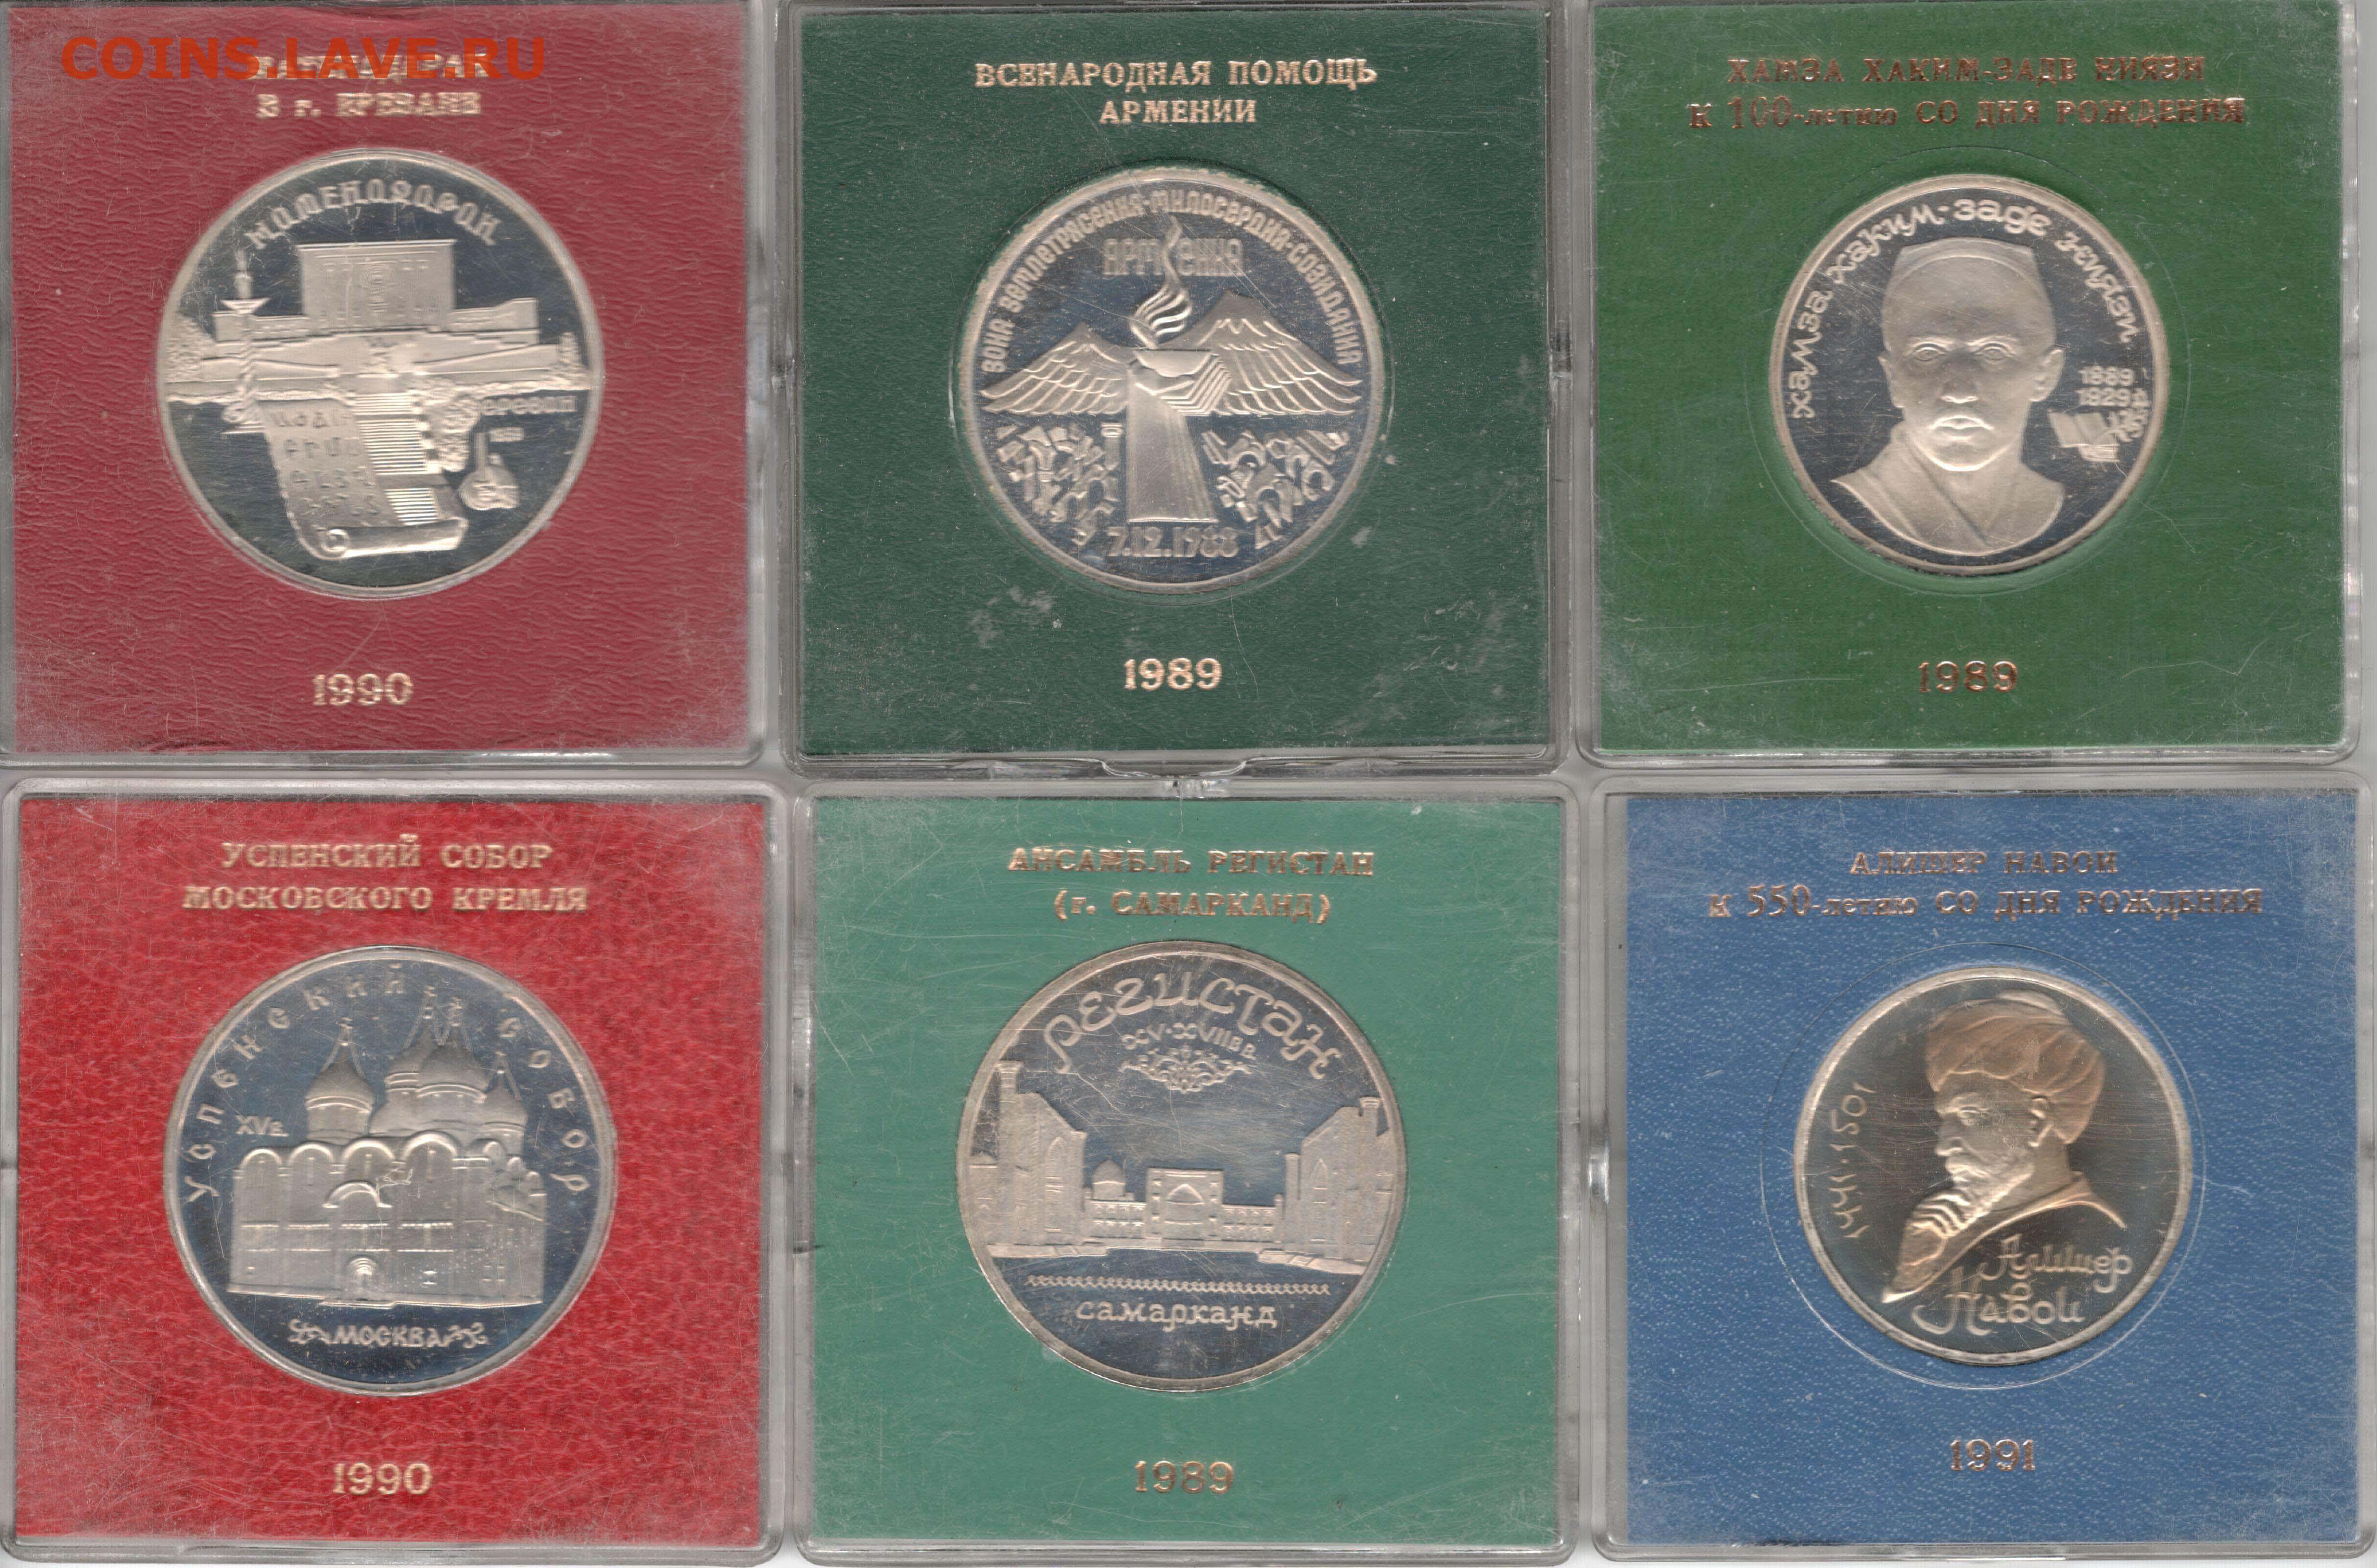 COINS.LAVE.RU
В г. ЕРЕВАНЕ
МАТЕНАДАРАН
1990
ВСЕНАРОДНАЯ ПОМОЩЬ
АРМЕНИИ
ЗЕМЛЕТРЯСЕНИЯ·МИЛОСЕРДИЯ·СОЗИДАНИЯ
АРМЕНИЯ
7.12.1988
1989
ХАМЗА ХАКИМ-ЗАДЕ НИЯЗИ
К 100-летию СО ДНЯ РОЖДЕНИЯ
хамза хаким-заде ниязи
1889
1929
1989
УСПЕНСКИЙ СОБОР
МОСКОВСКОГО КРЕМЛЯ
УСПЕНСКИЙ СОБОР
XVв.
МОСКВА
1990
АНСАМБЛЬ РЕГИСТАН
(г. САМАРКАНД)
РЕГИСТАН
XV·XVIIвв.
самарканд
1989
АЛИШЕР НАВОИ
К 550-летию СО ДНЯ РОЖДЕНИЯ
1441·1501
Алишер
Навои
1991